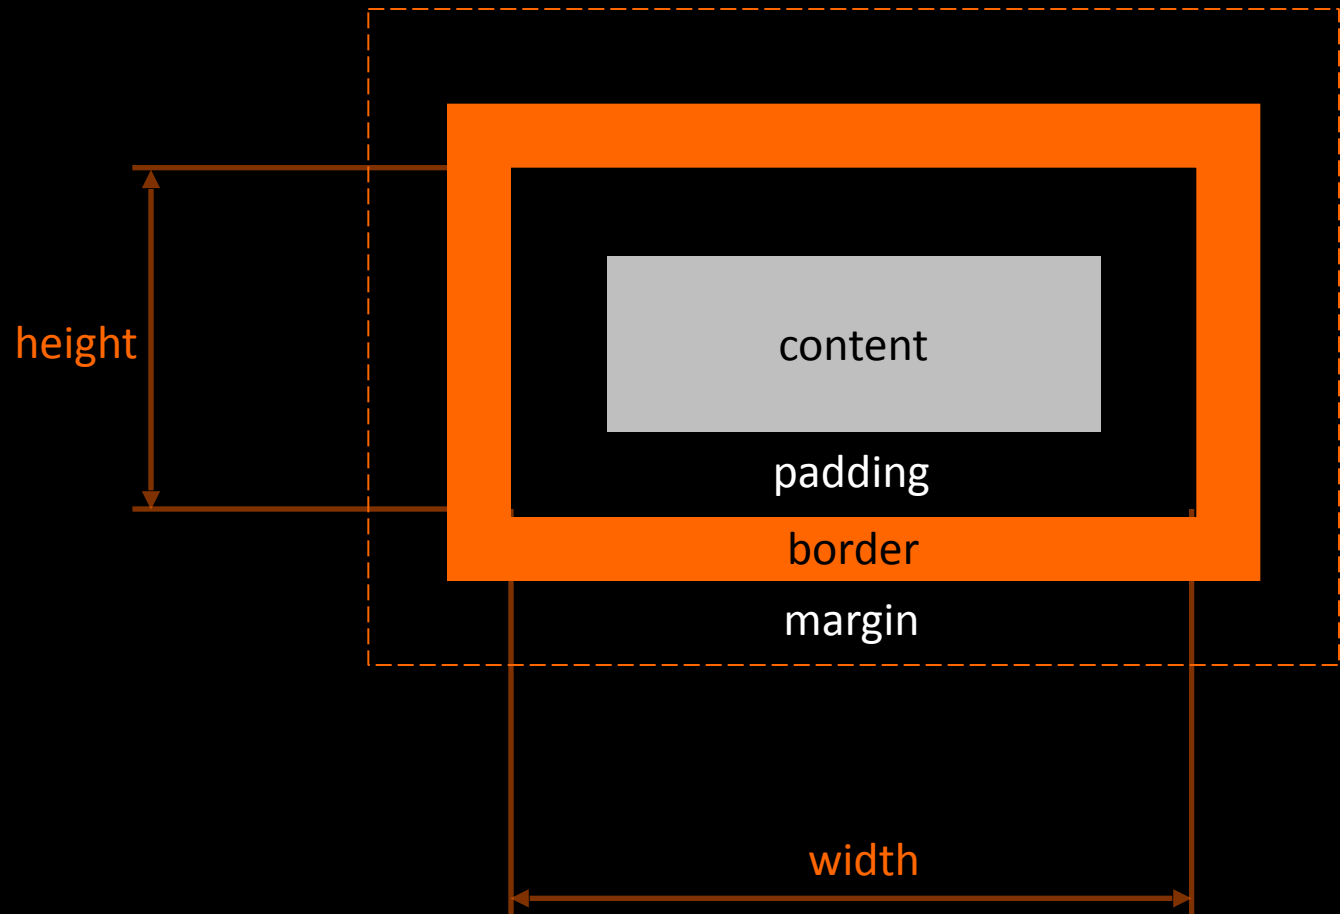 height
content
padding
border
margin
width